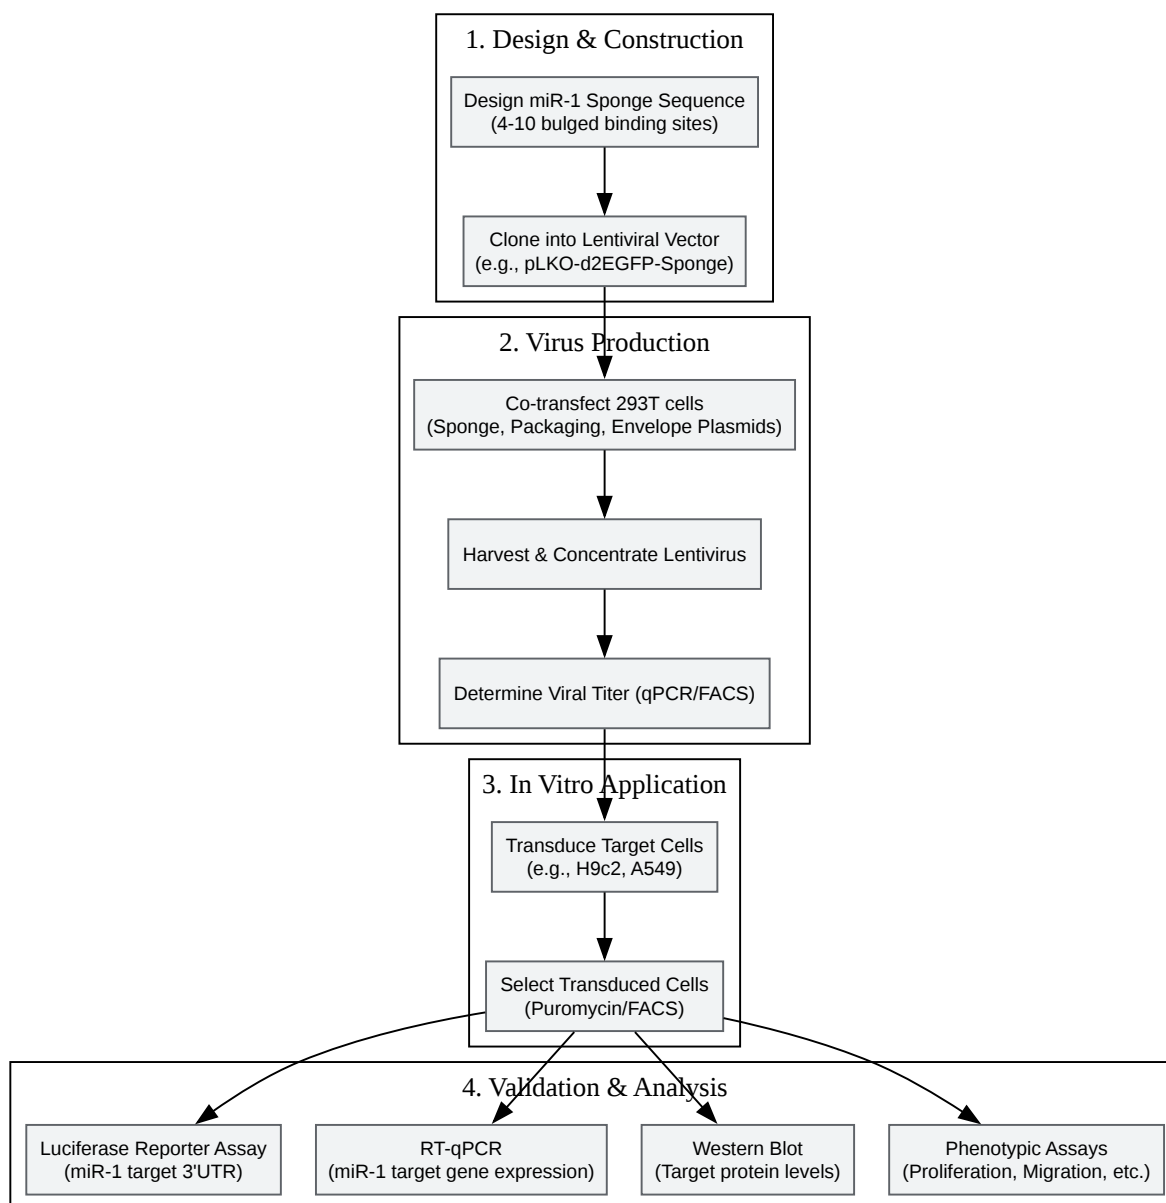 1. Design & Construction
Design miR-1 Sponge Sequence
(4-10 bulged binding sites)
Clone into Lentiviral Vector
(e.g., pLKO-d2EGFP-Sponge)
2. Virus Production
Co-transfect 293T cells
(Sponge, Packaging, Envelope Plasmids)
Harvest & Concentrate Lentivirus
Determine Viral Titer (qPCR/FACS)
3. In Vitro Application
Transduce Target Cells
(e.g., H9c2, A549)
Select Transduced Cells
(Puromycin/FACS)
4. Validation & Analysis
Luciferase Reporter Assay
(miR-1 target 3'UTR)
RT-qPCR
(miR-1 target gene expression)
Western Blot
(Target protein levels)
Phenotypic Assays
(Proliferation, Migration, etc.)